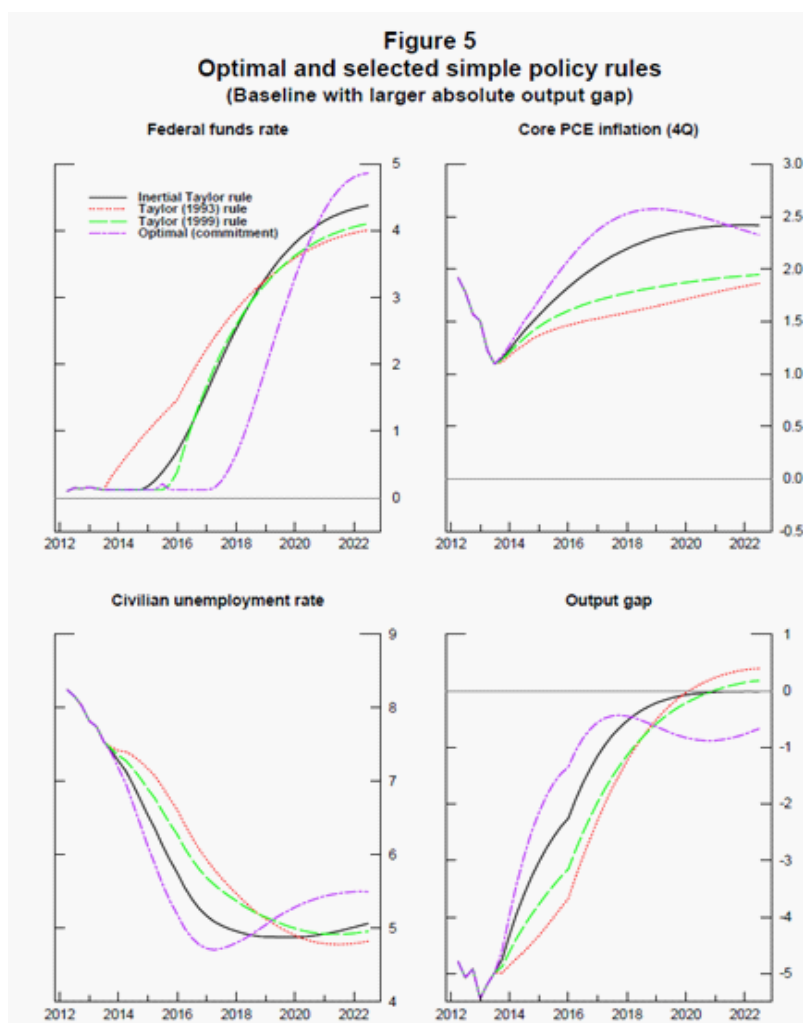 Figure 5
Optimal and selected simple policy rules
(Baseline with larger absolute output gap)
Federal funds rate
Inertial Taylor rule
Taylor (1993) rule
Taylor (1999) rule
Optimal (commitment)
5
4
3
2
1
0
2012 2014 2016 2018 2020 2022
Core PCE inflation (4Q)
3.0
2.5
2.0
1.5
1.0
0.5
0.0
-0.5
2012 2014 2016 2018 2020 2022
Civilian unemployment rate
9
8
7
6
5
4
2012 2014 2016 2018 2020 2022
Output gap
1
0
-1
-2
-3
-4
-5
2012 2014 2016 2018 2020 2022